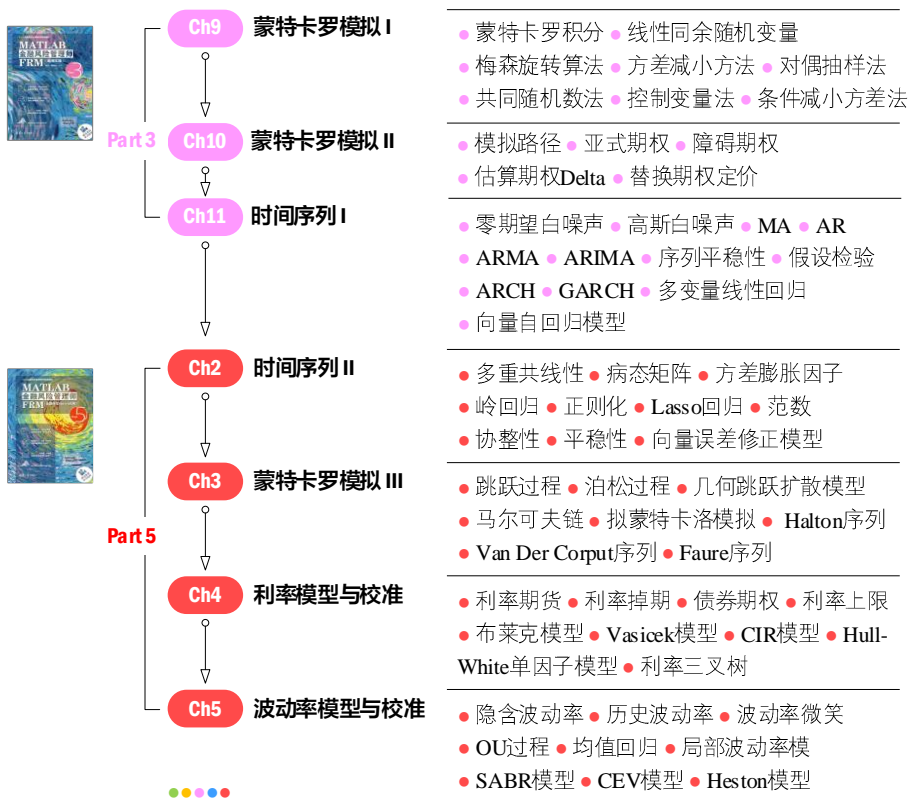 Ch9 蒙特卡罗模拟 I
● 蒙特卡罗积分 ● 线性同余随机变量
● 梅森旋转算法 ● 方差减小方法 ● 对偶抽样法
● 共同随机数法 ● 控制变量法 ● 条件减小方差法
MATLAB
金融风险管理师
FRM
Part 3
Ch10 蒙特卡罗模拟 II
● 模拟路径 ● 亚式期权 ● 障碍期权
● 估算期权Delta ● 替换期权定价
Ch11 时间序列 I
● 零期望白噪声 ● 高斯白噪声 ● MA ● AR
● ARMA ● ARIMA ● 序列平稳性 ● 假设检验
● ARCH ● GARCH ● 多变量线性回归
● 向量自回归模型
Ch2 时间序列 II
● 多重共线性 ● 病态矩阵 ● 方差膨胀因子
● 岭回归 ● 正则化 ● Lasso回归 ● 范数
● 协整性 ● 平稳性 ● 向量误差修正模型
MATLAB
金融风险管理师
FRM
Ch3 蒙特卡罗模拟 III
● 跳跃过程 ● 泊松过程 ● 几何跳跃扩散模型
● 马尔可夫链 ● 拟蒙特卡洛模拟 ● Halton序列
● Van Der Corput序列 ● Faure序列
Part 5
Ch4 利率模型与校准
● 利率期货 ● 利率掉期 ● 债券期权 ● 利率上限
● 布莱克模型 ● Vasicek模型 ● CIR模型 ● Hull-
White单因子模型 ● 利率三叉树
Ch5 波动率模型与校准
● 隐含波动率 ● 历史波动率 ● 波动率微笑
● OU过程 ● 均值回归 ● 局部波动率模
● SABR模型 ● CEV模型 ● Heston模型